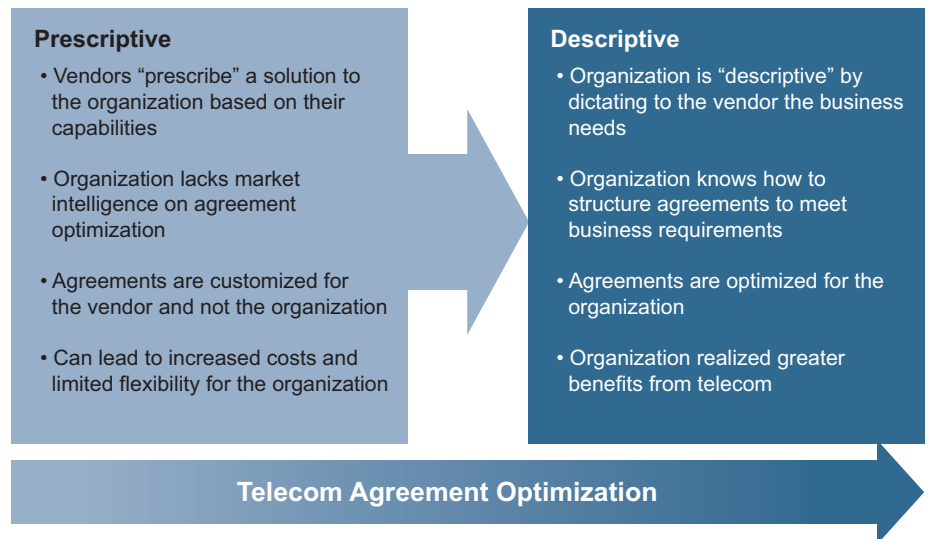 Prescriptive
• Vendors “prescribe” a solution to
the organization based on their
capabilities
• Organization lacks market
intelligence on agreement
optimization
• Agreements are customized for
the vendor and not the organization
• Can lead to increased costs and
limited flexibility for the organization
Descriptive
• Organization is “descriptive” by
dictating to the vendor the business
needs
• Organization knows how to
structure agreements to meet
business requirements
• Agreements are optimized for the
organization
• Organization realized greater
benefits from telecom
Telecom Agreement Optimization